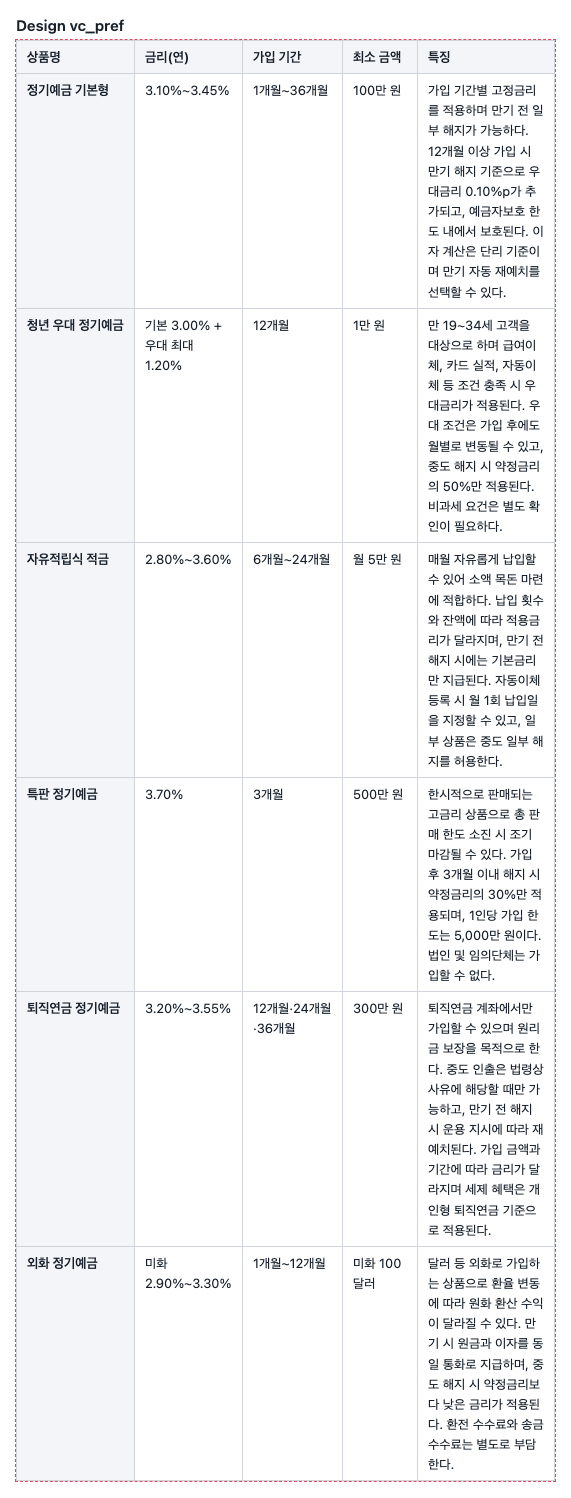 Design vc_pref
상품명 금리(연) 가입 기간 최소 금액 특징
정기예금 기본형 3.10%~3.45% 1개월~36개월 100만 원 가입 기간별 고정금리
를 적용하며 만기 전 일
부 해지가 가능하다.
12개월 이상 가입 시
만기 해지 기준으로 우
대금리 0.10%p가 추
가되고, 예금자보호 한
도 내에서 보호된다. 이
자 계산은 단리 기준이
며 만기 자동 재예치를
선택할 수 있다.
청년 우대 정기예금 기본 3.00% + 12개월 1만 원 만 19~34세 고객을
우대 최대 대상으로 하며 급여이
1.20% 체, 카드 실적, 자동이
체 등 조건 충족 시 우
대금리가 적용된다. 우
대 조건은 가입 후에도
월별로 변동될 수 있고,
중도 해지 시 약정금리
의 50%만 적용된다.
비과세 요건은 별도 확
인이 필요하다.
자유적립식 적금 2.80%~3.60% 6개월~24개월 월 5만 원 매월 자유롭게 납입할
수 있어 소액 목돈 마련
에 적합하다. 납입 횟수
와 잔액에 따라 적용금
리가 달라지며, 만기 전
해지 시에는 기본금리
만 지급된다. 자동이체
등록 시 월 1회 납입일
을 지정할 수 있고, 일
부 상품은 중도 일부 해
지를 허용한다.
특판 정기예금 3.70% 3개월 500만 원 한시적으로 판매되는
고금리 상품으로 총 판
매 한도 소진 시 조기
마감될 수 있다. 가입
후 3개월 이내 해지 시
약정금리의 30%만 적
용되며, 1인당 가입 한
도는 5,000만 원이다.
법인 및 임의단체는 가
입할 수 없다.
퇴직연금 정기예금 3.20%~3.55% 12개월·24개월 300만 원 퇴직연금 계좌에서만
·36개월 가입할 수 있으며 원리
금 보장을 목적으로 한
다. 중도 인출은 법령상
사유에 해당할 때만 가
능하고, 만기 전 해지
시 운용 지시에 따라 재
예치된다. 가입 금액과
기간에 따라 금리가 달
라지며 세제 혜택은 개
인형 퇴직연금 기준으
로 적용된다.
외화 정기예금 미화 1개월~12개월 미화 100 달러 등 외화로 가입하
2.90%~3.30% 달러 는 상품으로 환율 변동
에 따라 원화 환산 수익
이 달라질 수 있다. 만
기 시 원금과 이자를 동
일 통화로 지급하며, 중
도 해지 시 약정금리보
다 낮은 금리가 적용된
다. 환전 수수료와 송금
수수료는 별도로 부담
한다.